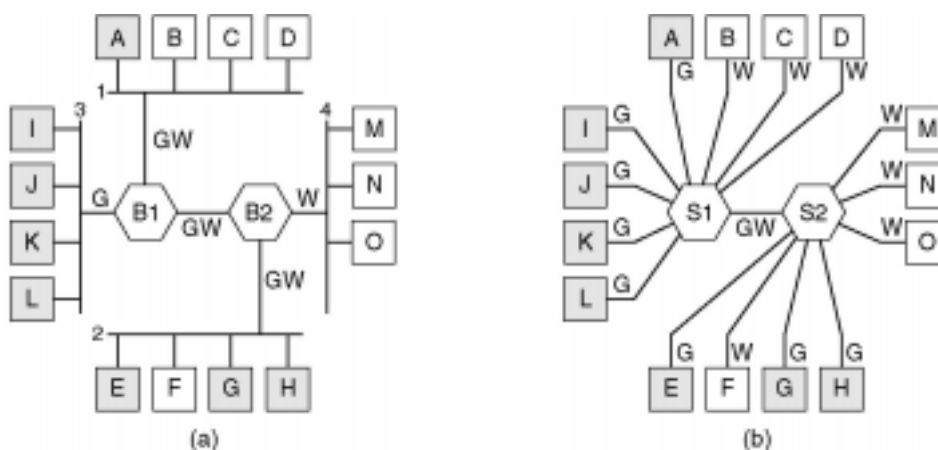 A B C D
1
3
4
GW
I
J
K
L
G
B1
GW
B2
W
M
N
O
GW
2
E F G H
(a)
A B C D
G W W W
I G
J G
K G
L G
S1
GW
S2
W M
W N
W O
G W G G
E F G H
(b)